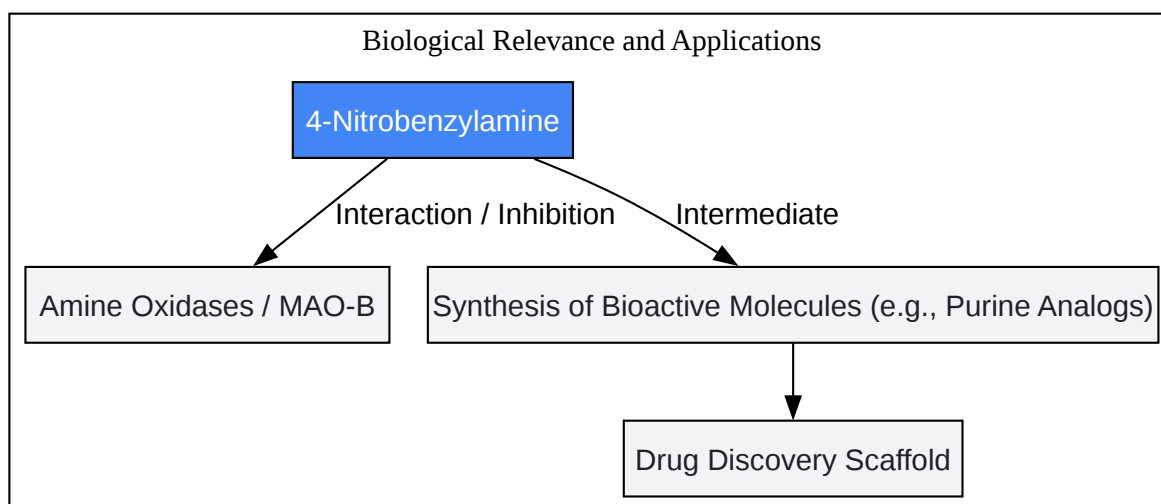 Biological Relevance and Applications
4-Nitrobenzylamine
Interaction / Inhibition
Intermediate
Amine Oxidases / MAO-B
Synthesis of Bioactive Molecules (e.g., Purine Analogs)
Drug Discovery Scaffold